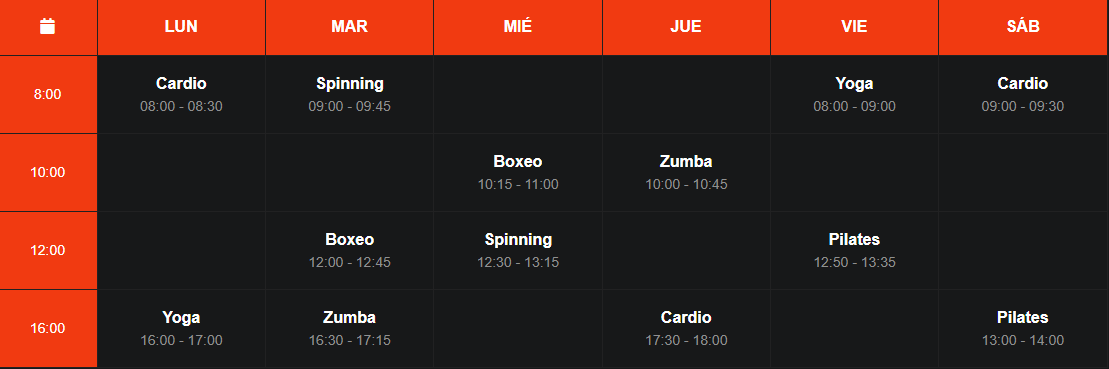 LUN MAR MIÉ JUE VIE SÁB
8:00 Cardio Spinning Yoga Cardio
08:00 - 08:30 09:00 - 09:45 08:00 - 09:00 09:00 - 09:30
10:00 Boxeo Zumba
10:15 - 11:00 10:00 - 10:45
12:00 Boxeo Spinning Pilates
12:00 - 12:45 12:30 - 13:15 12:50 - 13:35
16:00 Yoga Zumba Cardio Pilates
16:00 - 17:00 16:30 - 17:15 17:30 - 18:00 13:00 - 14:00